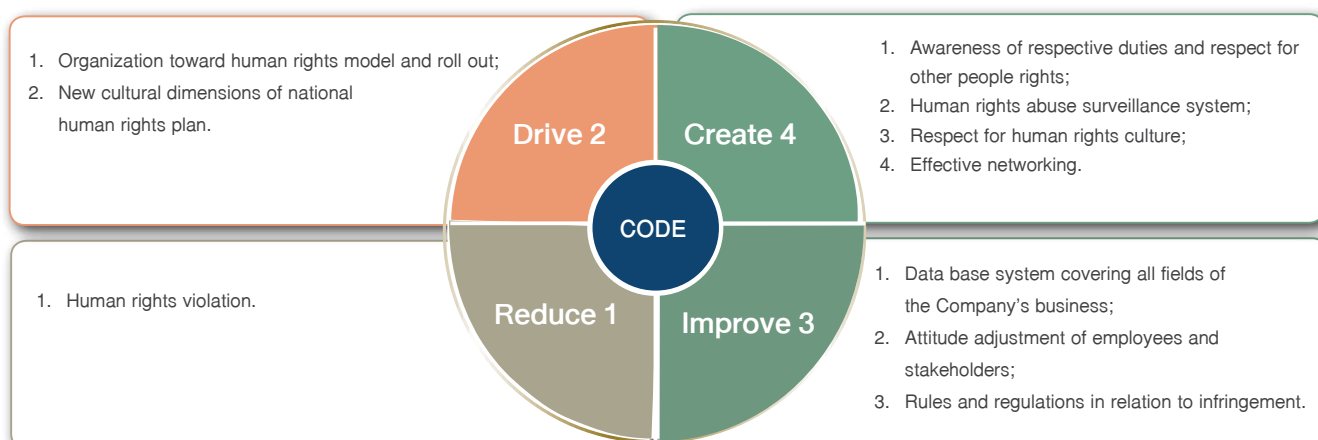 1. Organization toward human rights model and roll out;
2. New cultural dimensions of national
human rights plan.
Drive 2
Create 4
1. Awareness of respective duties and respect for
other people rights;
2. Human rights abuse surveillance system;
3. Respect for human rights culture;
4. Effective networking.
CODE
1. Human rights violation.
Reduce 1
Improve 3
1. Data base system covering all fields of
the Company's business;
2. Attitude adjustment of employees and
stakeholders;
3. Rules and regulations in relation to infringement.